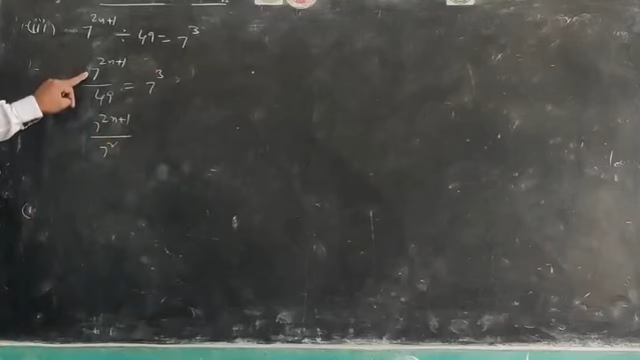 (iii) 7^{2n+1} ÷ 49 = 7^3
7^{2n+1} / 49 = 7^3
7^{2n+1} / 7^2